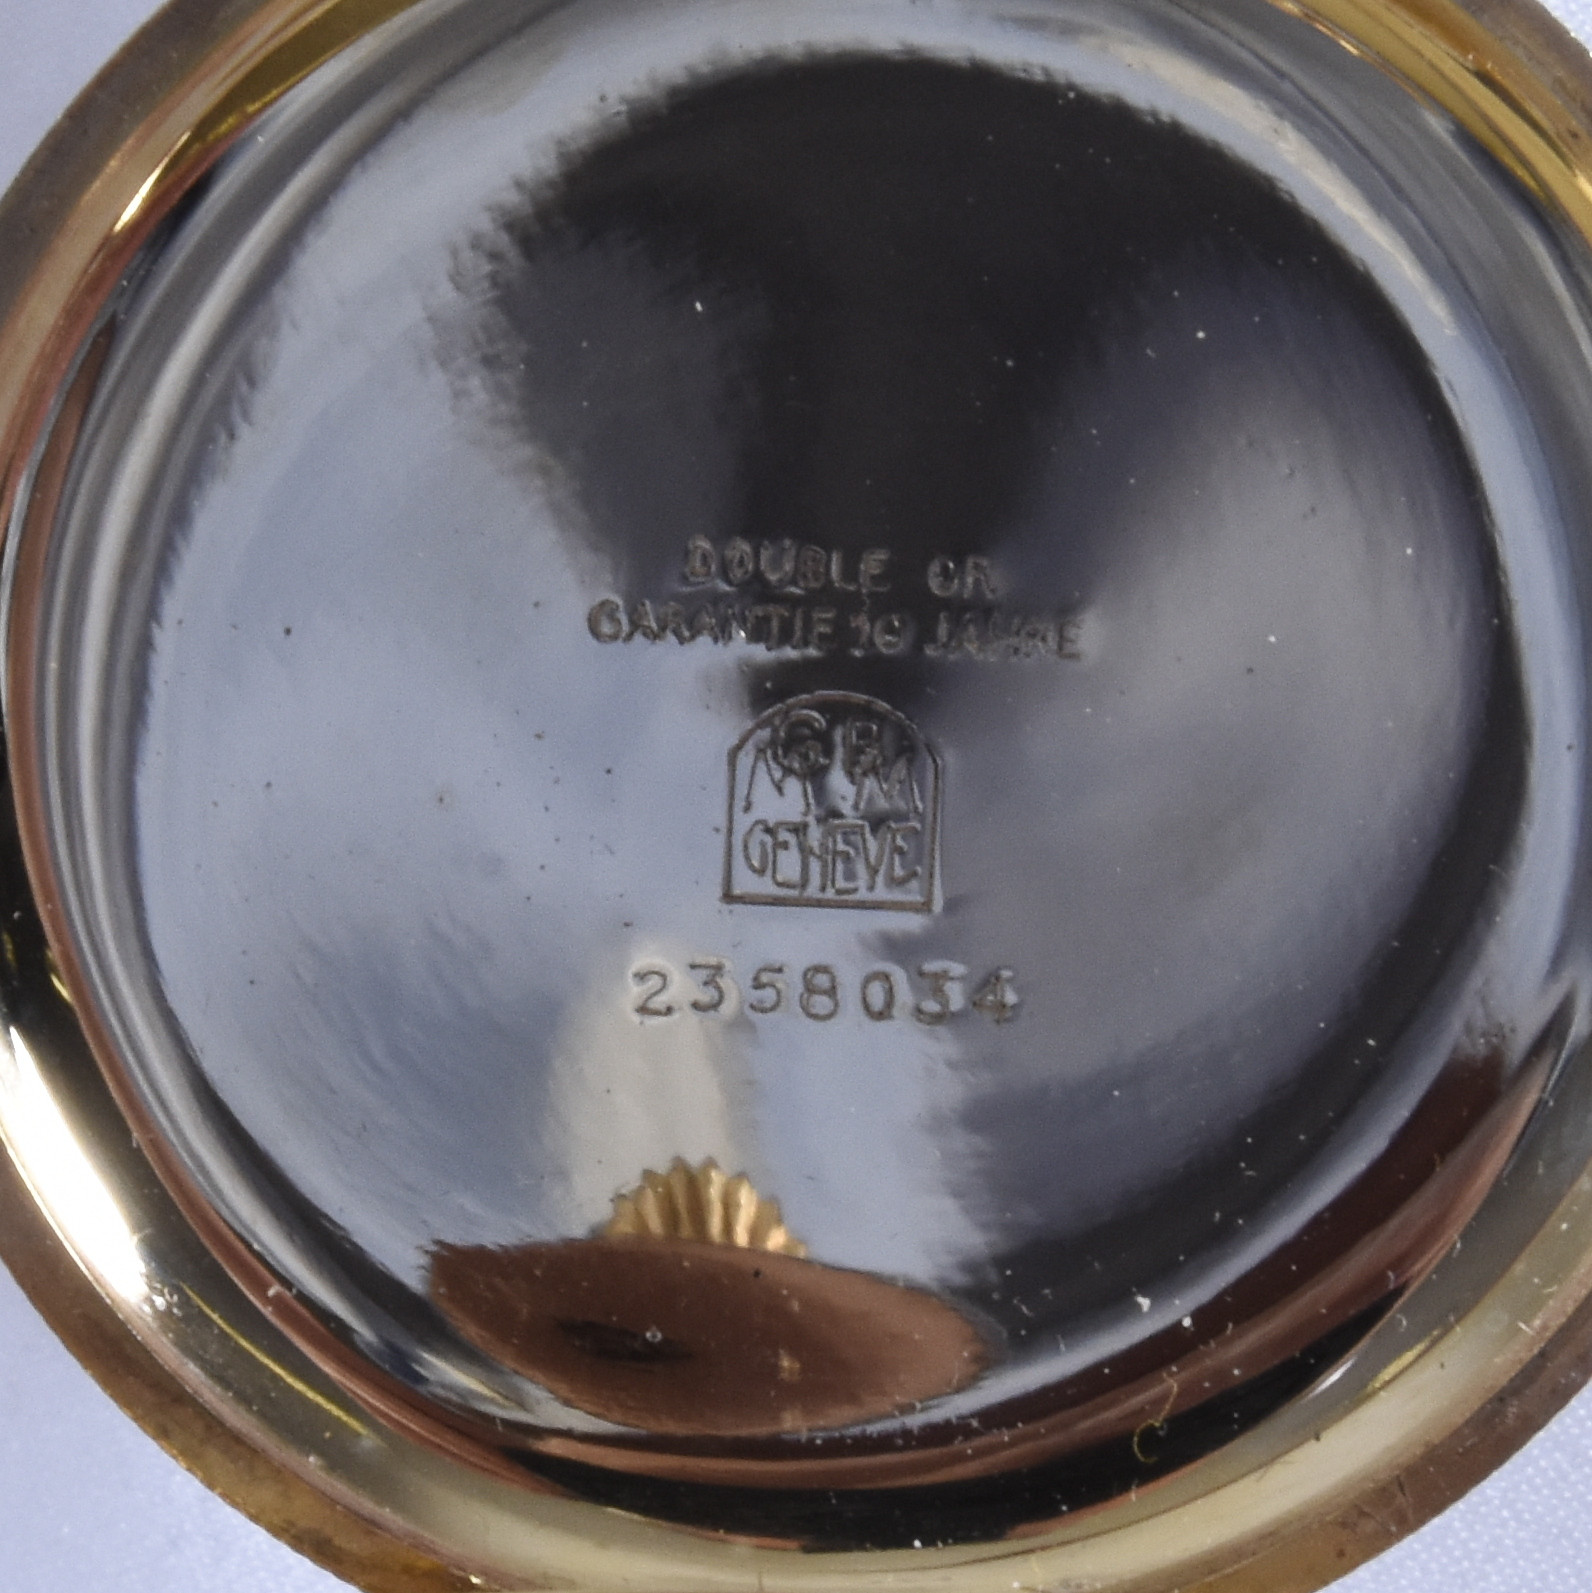 DOUBLE OR
GARANTIE 10 JAHRE
GENEVE
2358034